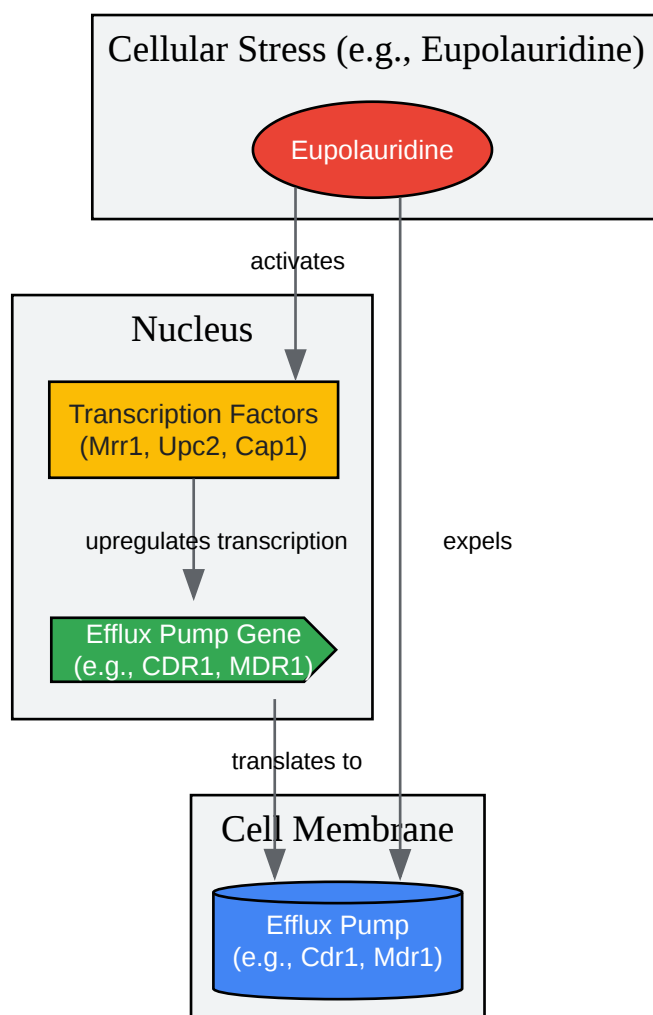 Cellular Stress (e.g., Eupolauridine)
Eupolauridine
activates
Nucleus
Transcription Factors
(Mrr1, Upc2, Cap1)
upregulates transcription
expels
Efflux Pump Gene
(e.g., CDR1, MDR1)
translates to
Cell Membrane
Efflux Pump
(e.g., Cdr1, Mdr1)